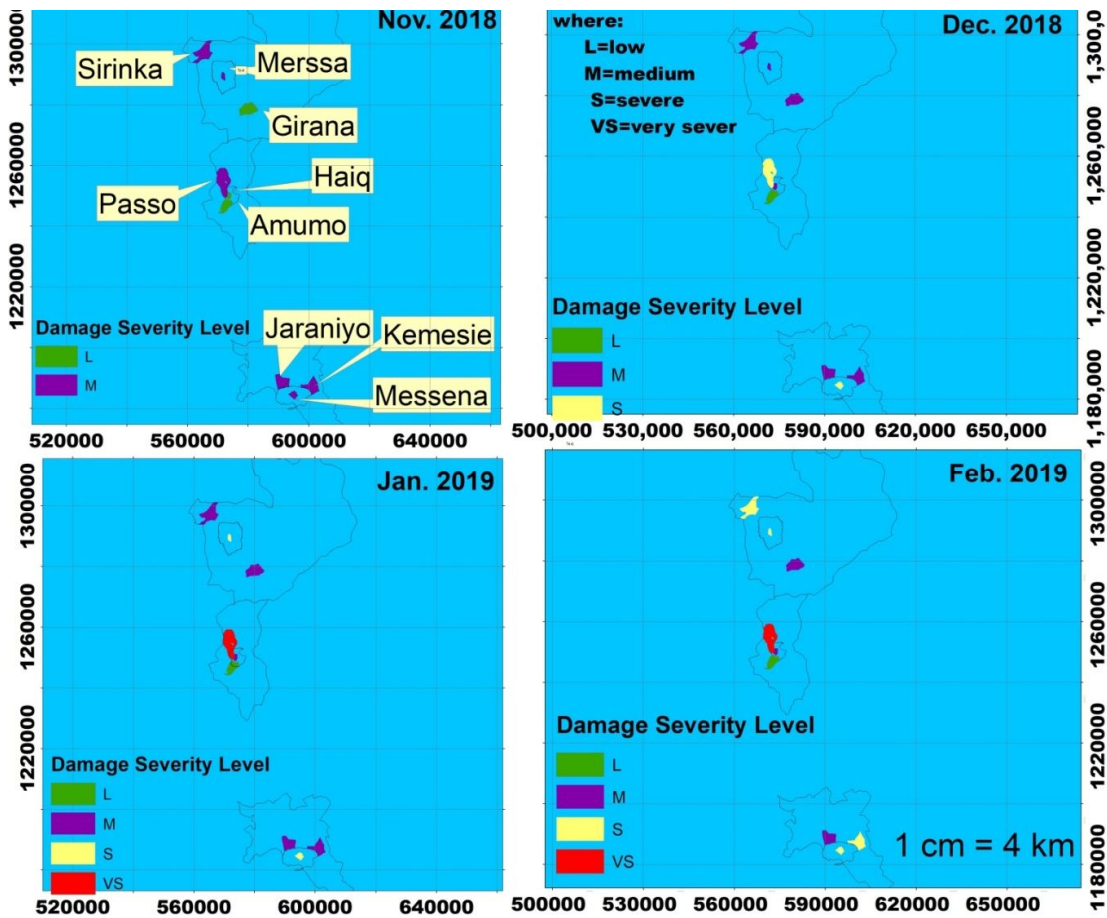 Nov. 2018
1300000
1260000
1220000
Sirinka
Merssa
Girana
Passo
Haiq
Amumo
Jaraniyo
Kemesie
Messena
Damage Severity Level
L
M
520000 560000 600000 640000
Dec. 2018
where:
L=low
M=medium
S=severe
VS=very sever
1,300,0
1,260,000
1,220,000
1,180,000
Damage Severity Level
L
M
S
500,000 530,000 560,000 590,000 620,000 650,000
Jan. 2019
1300000
1260000
1220000
Damage Severity Level
L
M
S
VS
520000 560000 600000 640000
Feb. 2019
1300000
1260000
1220000
1180000
Damage Severity Level
L
M
S
VS
1 cm = 4 km
500000 530000 560000 590000 620000 650000